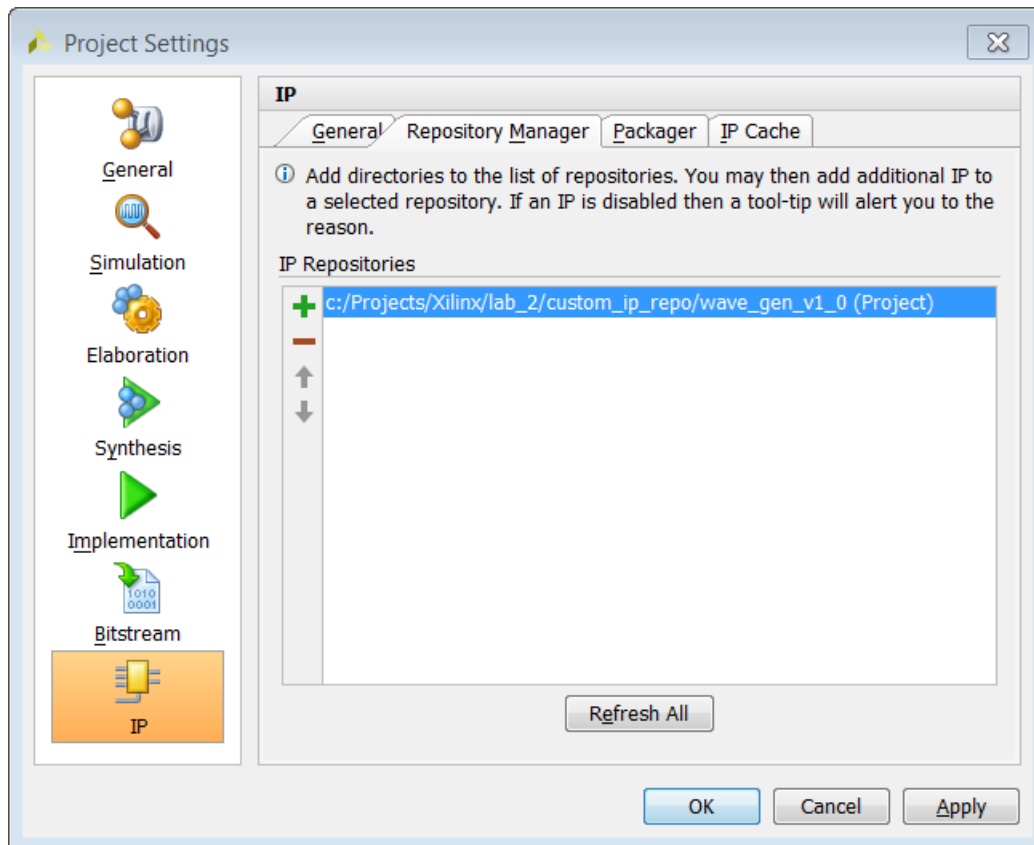 Project Settings
General
Simulation
Elaboration
Synthesis
Implementation
1010
0001
Bitstream
IP
IP
General
Repository Manager
Packager
IP Cache
Add directories to the list of repositories. You may then add additional IP to
a selected repository. If an IP is disabled then a tool-tip will alert you to the
reason.
IP Repositories
c:/Projects/Xilinx/lab_2/custom_ip_repo/wave_gen_v1_0 (Project)
Refresh All
OK
Cancel
Apply